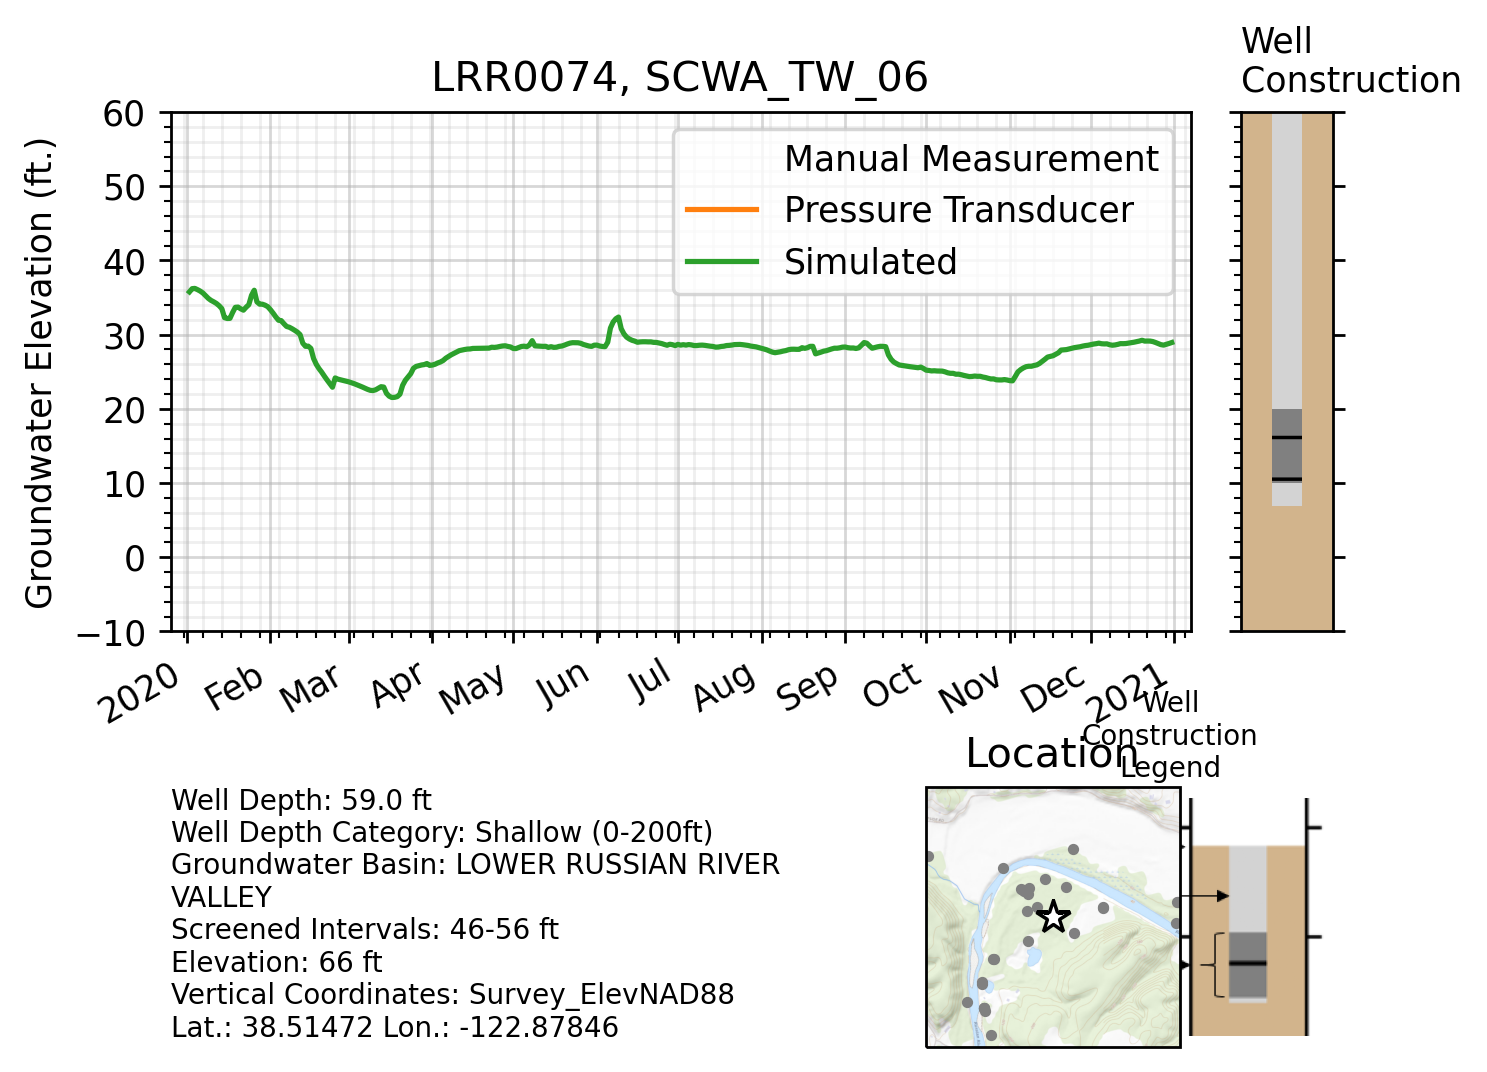 Well
Construction
LRR0074, SCWA_TW_06
Groundwater Elevation (ft.)
60
50
40
30
20
10
0
−10
Manual Measurement
Pressure Transducer
Simulated
2020
Feb
Mar
Apr
May
Jun
Jul
Aug
Sep
Oct
Nov
Dec
2021
Well
Construction
Legend
Location
Well Depth: 59.0 ft
Well Depth Category: Shallow (0-200ft)
Groundwater Basin: LOWER RUSSIAN RIVER
VALLEY
Screened Intervals: 46-56 ft
Elevation: 66 ft
Vertical Coordinates: Survey_ElevNAD88
Lat.: 38.51472 Lon.: -122.87846